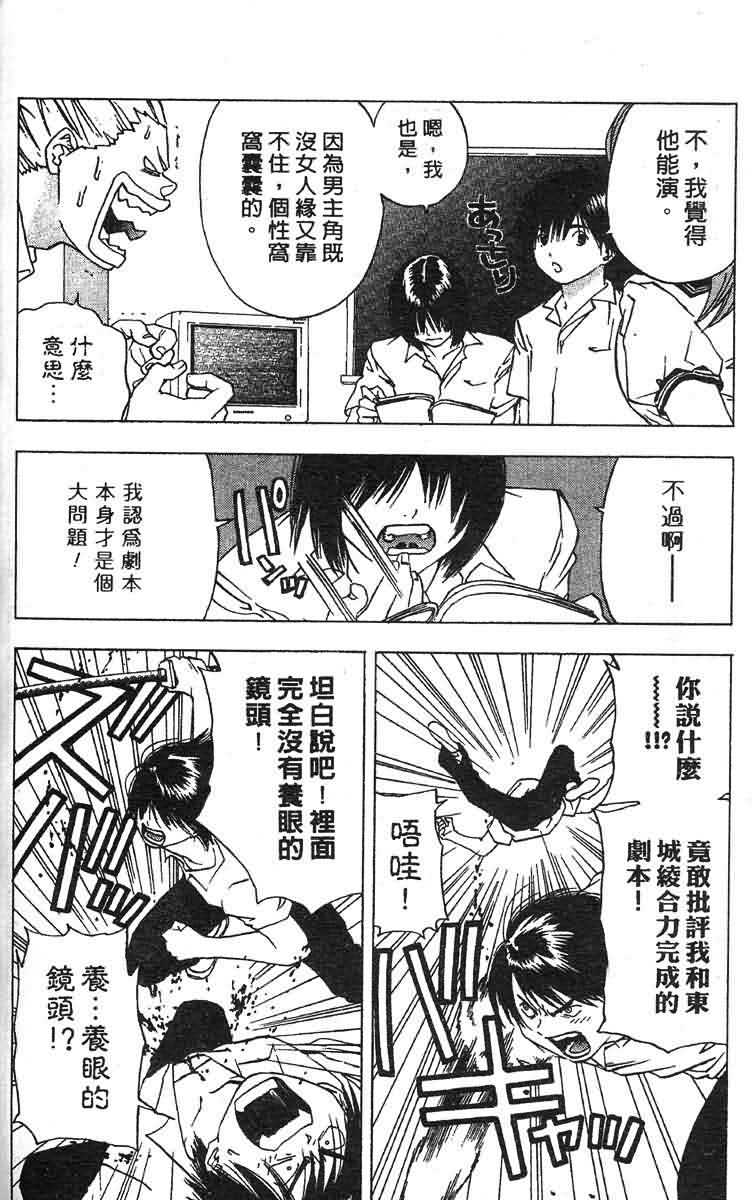 不，我覺得
他能演。
嗯，我
也是，
あっさり
因為男主角既
沒女人緣又靠
不住，個性窩
窩囊囊的。
什麼
意思…
不過啊——
パラッ
パラッ
我認為劇本
本身才是個
大問題！
你說什麼
～～～!!?
竟敢批評我和東
城綾合力完成的
劇本！
唔哇！
坦白說吧！裡面
完全沒有養眼的
鏡頭！
養…養眼的
鏡頭!?